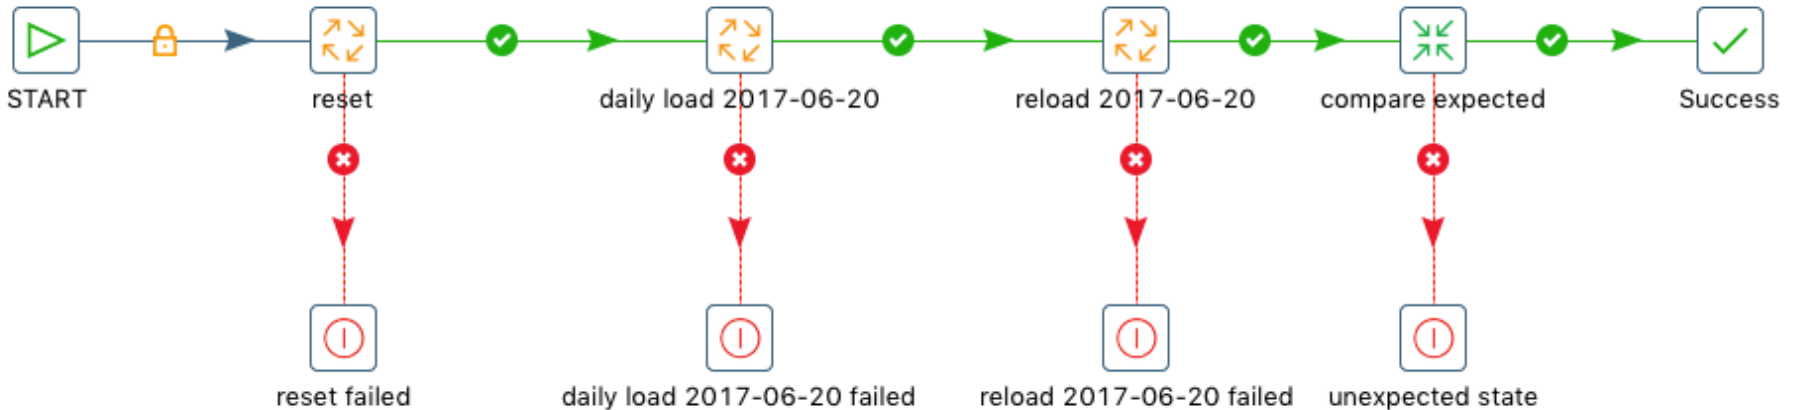 START
reset
daily load 2017-06-20
reload 2017-06-20
compare expected
Success
reset failed
daily load 2017-06-20 failed
reload 2017-06-20 failed
unexpected state